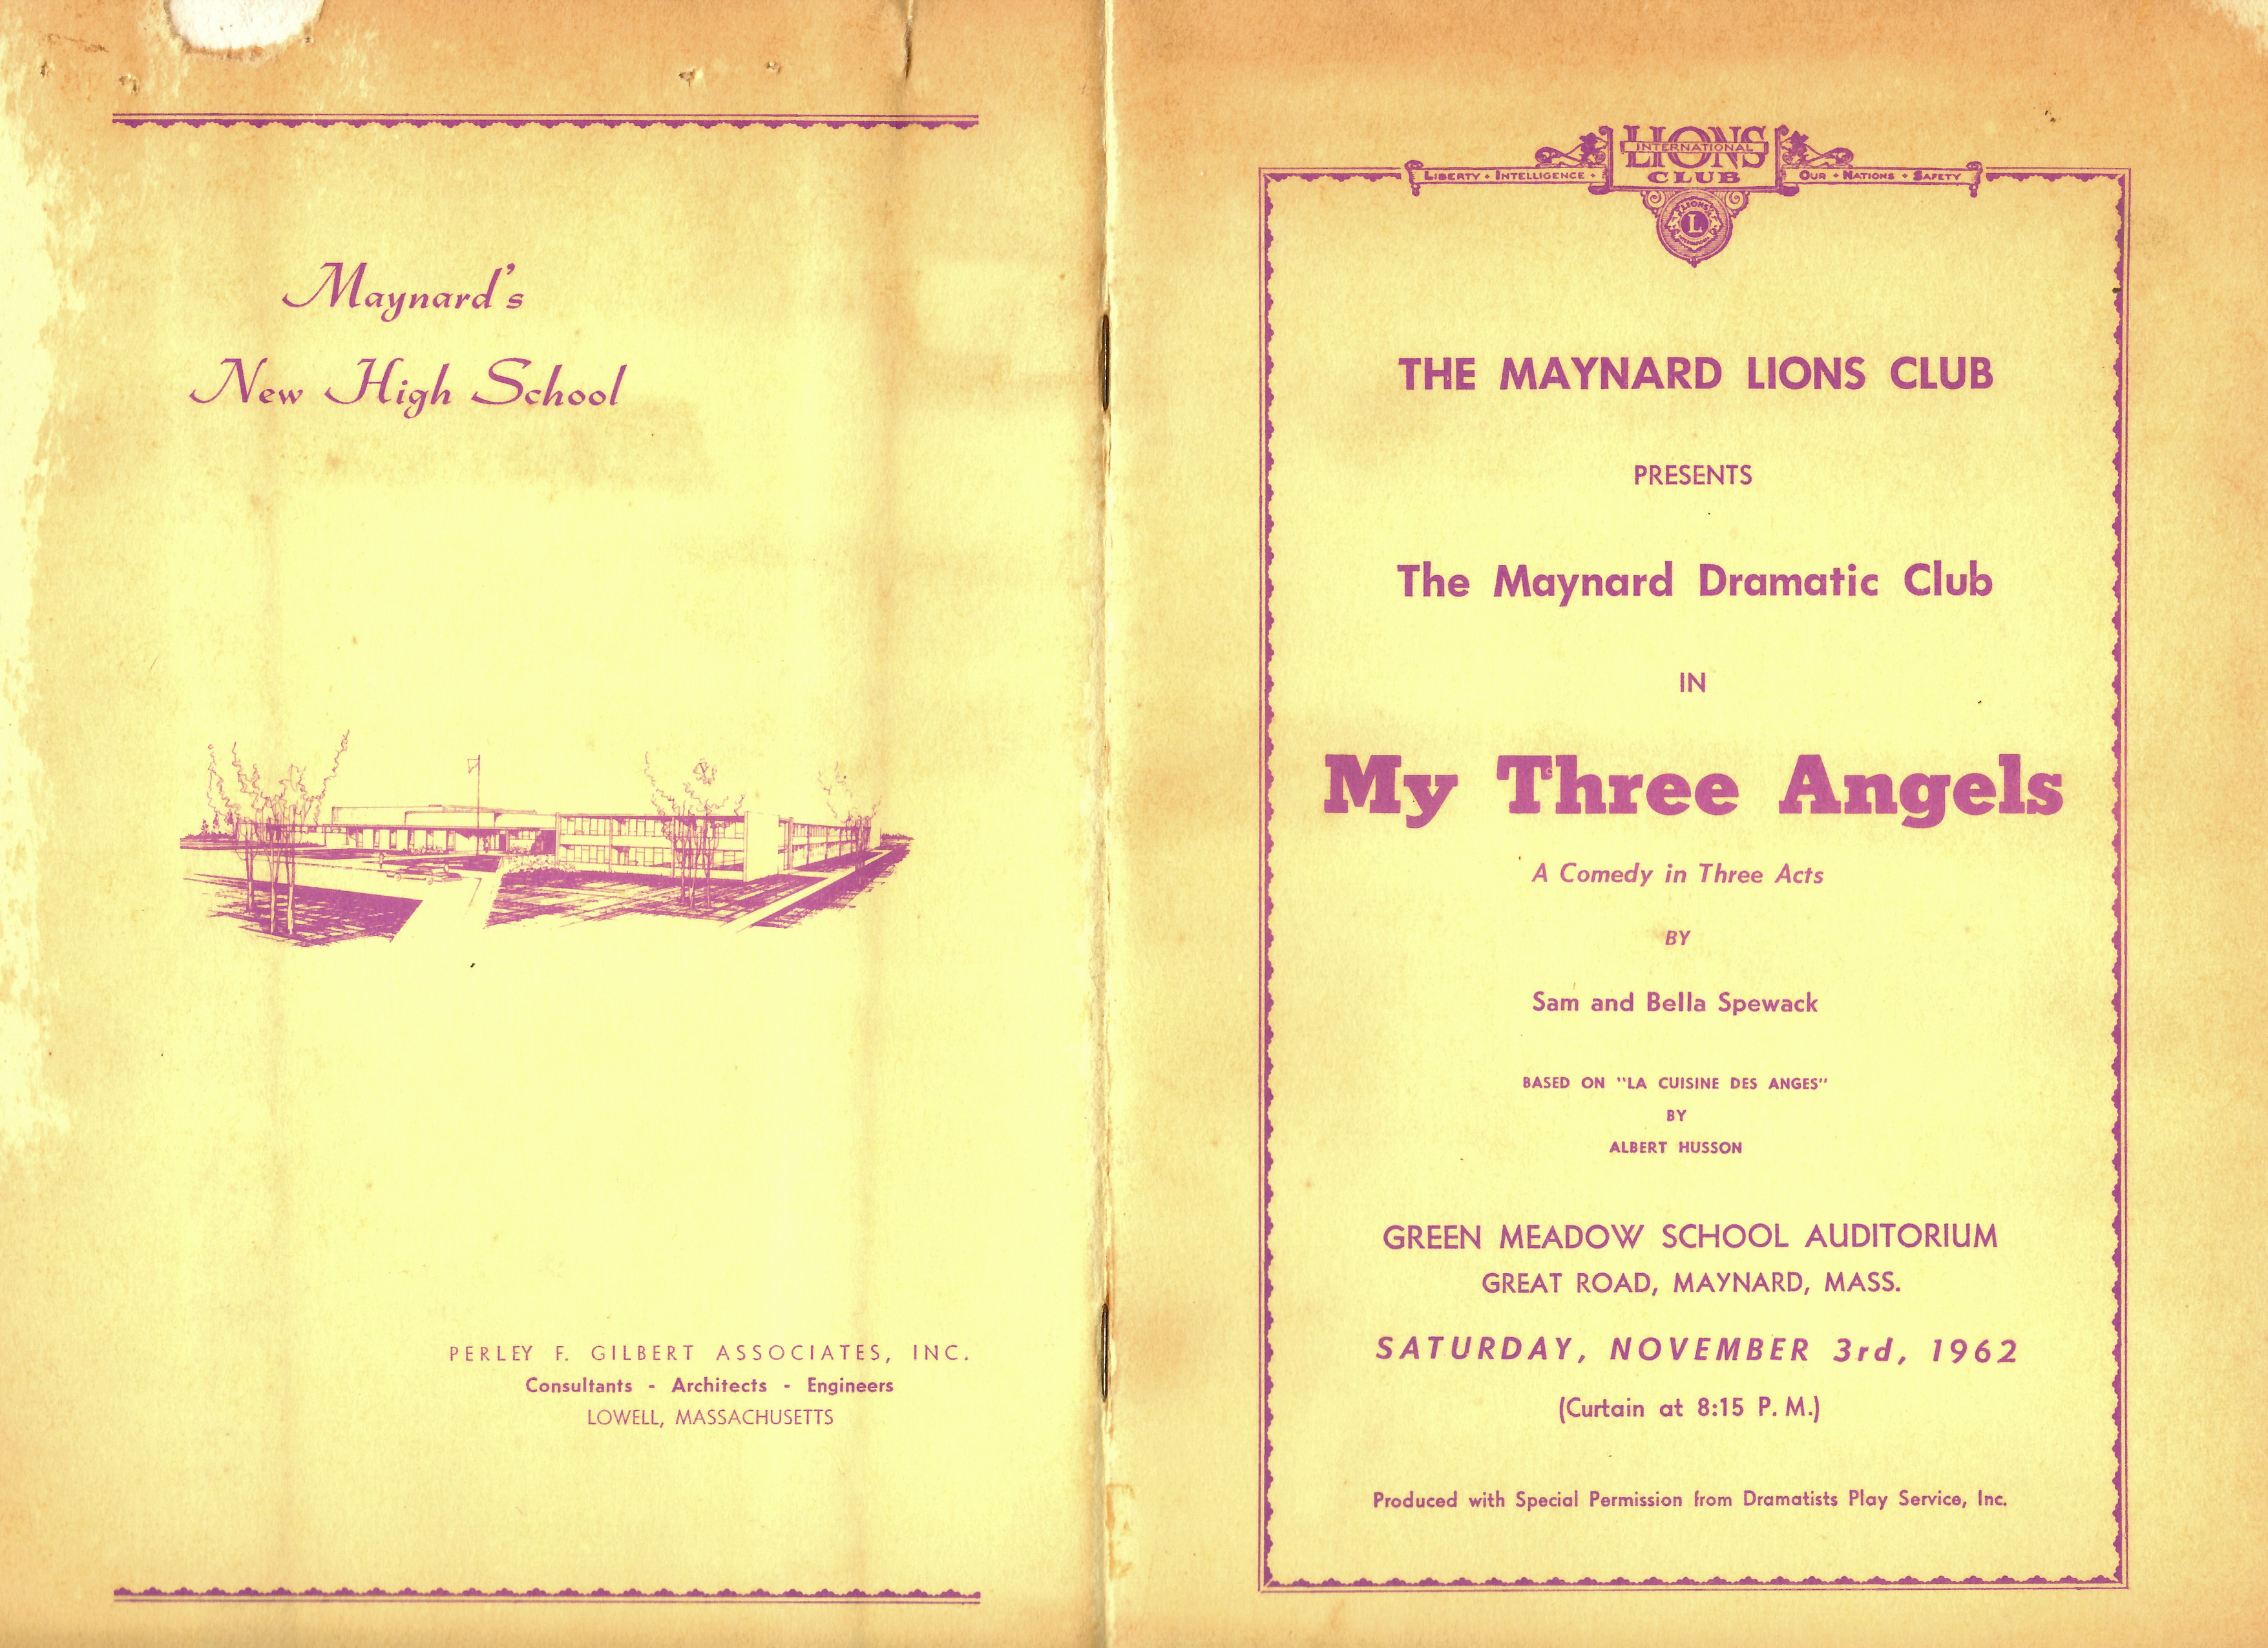 Maynard's
New High School
PERLEY F. GILBERT ASSOCIATES, INC.
Consultants - Architects - Engineers
LOWELL, MASSACHUSETTS
LIONS
INTERNATIONAL
CLUB
LIBERTY • INTELLIGENCE •
OUR • NATIONS • SAFETY
LIONS
L
INTERNATIONAL
THE MAYNARD LIONS CLUB
PRESENTS
The Maynard Dramatic Club
IN
My Three Angels
A Comedy in Three Acts
BY
Sam and Bella Spewack
BASED ON "LA CUISINE DES ANGES"
BY
ALBERT HUSSON
GREEN MEADOW SCHOOL AUDITORIUM
GREAT ROAD, MAYNARD, MASS.
SATURDAY, NOVEMBER 3rd, 1962
(Curtain at 8:15 P. M.)
Produced with Special Permission from Dramatists Play Service, Inc.